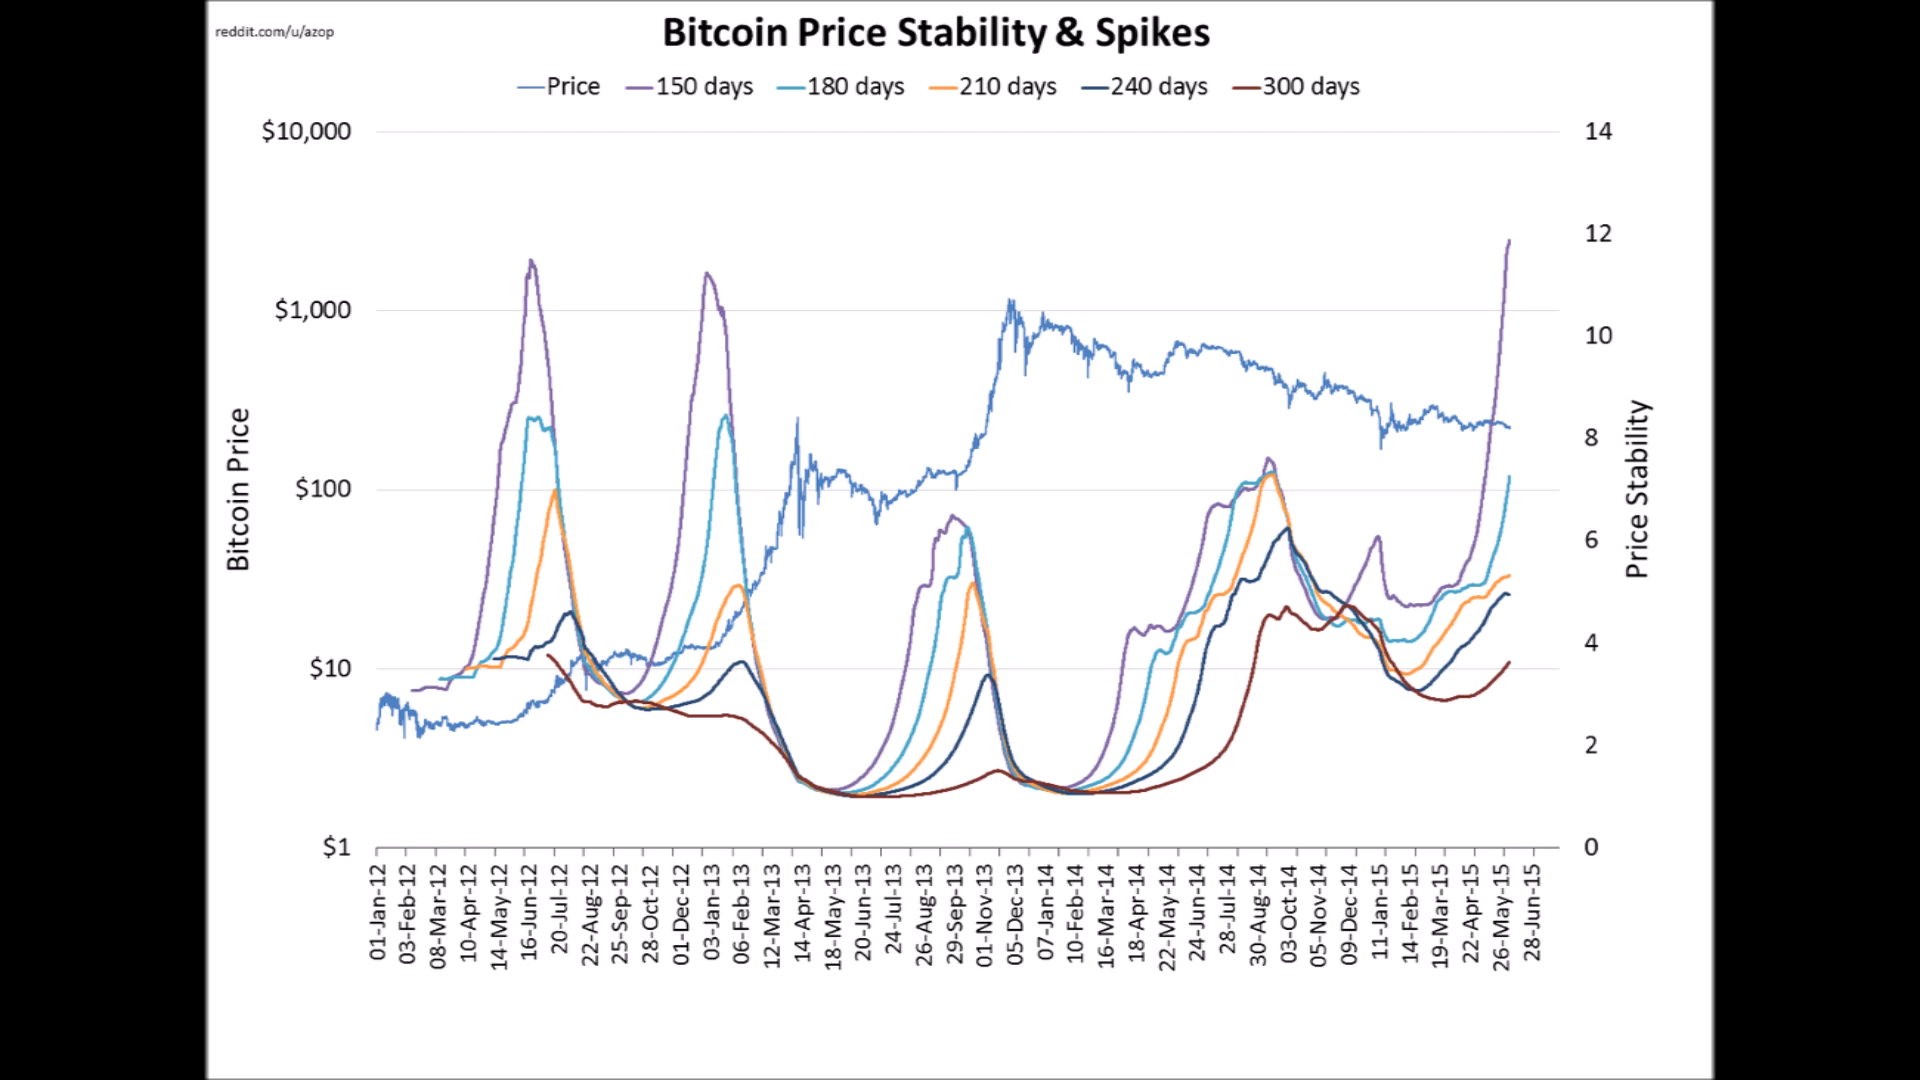 reddit.com/u/azop
Bitcoin Price Stability & Spikes
Price 150 days 180 days 210 days 240 days 300 days
$10,000
$1,000
$100
$10
$1
Bitcoin Price
14
12
10
8
6
4
2
0
Price Stability
01-Jan-12
03-Feb-12
08-Mar-12
10-Apr-12
14-May-12
16-Jun-12
20-Jul-12
22-Aug-12
25-Sep-12
28-Oct-12
01-Dec-12
03-Jan-13
06-Feb-13
12-Mar-13
14-Apr-13
18-May-13
20-Jun-13
24-Jul-13
26-Aug-13
29-Sep-13
01-Nov-13
05-Dec-13
07-Jan-14
10-Feb-14
16-Mar-14
18-Apr-14
22-May-14
24-Jun-14
28-Jul-14
30-Aug-14
03-Oct-14
05-Nov-14
09-Dec-14
11-Jan-15
14-Feb-15
19-Mar-15
22-Apr-15
26-May-15
28-Jun-15